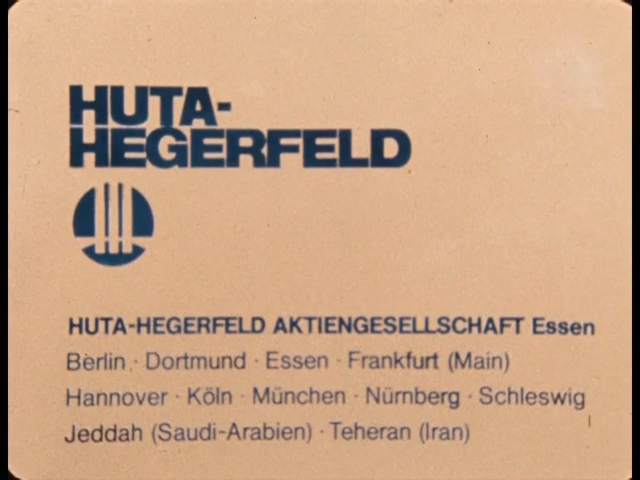 HUTA-
HEGERFELD
HUTA-HEGERFELD AKTIENGESELLSCHAFT Essen
Berlin · Dortmund · Essen · Frankfurt (Main)
Hannover · Köln · München · Nürnberg · Schleswig
Jeddah (Saudi-Arabien) · Teheran (Iran)